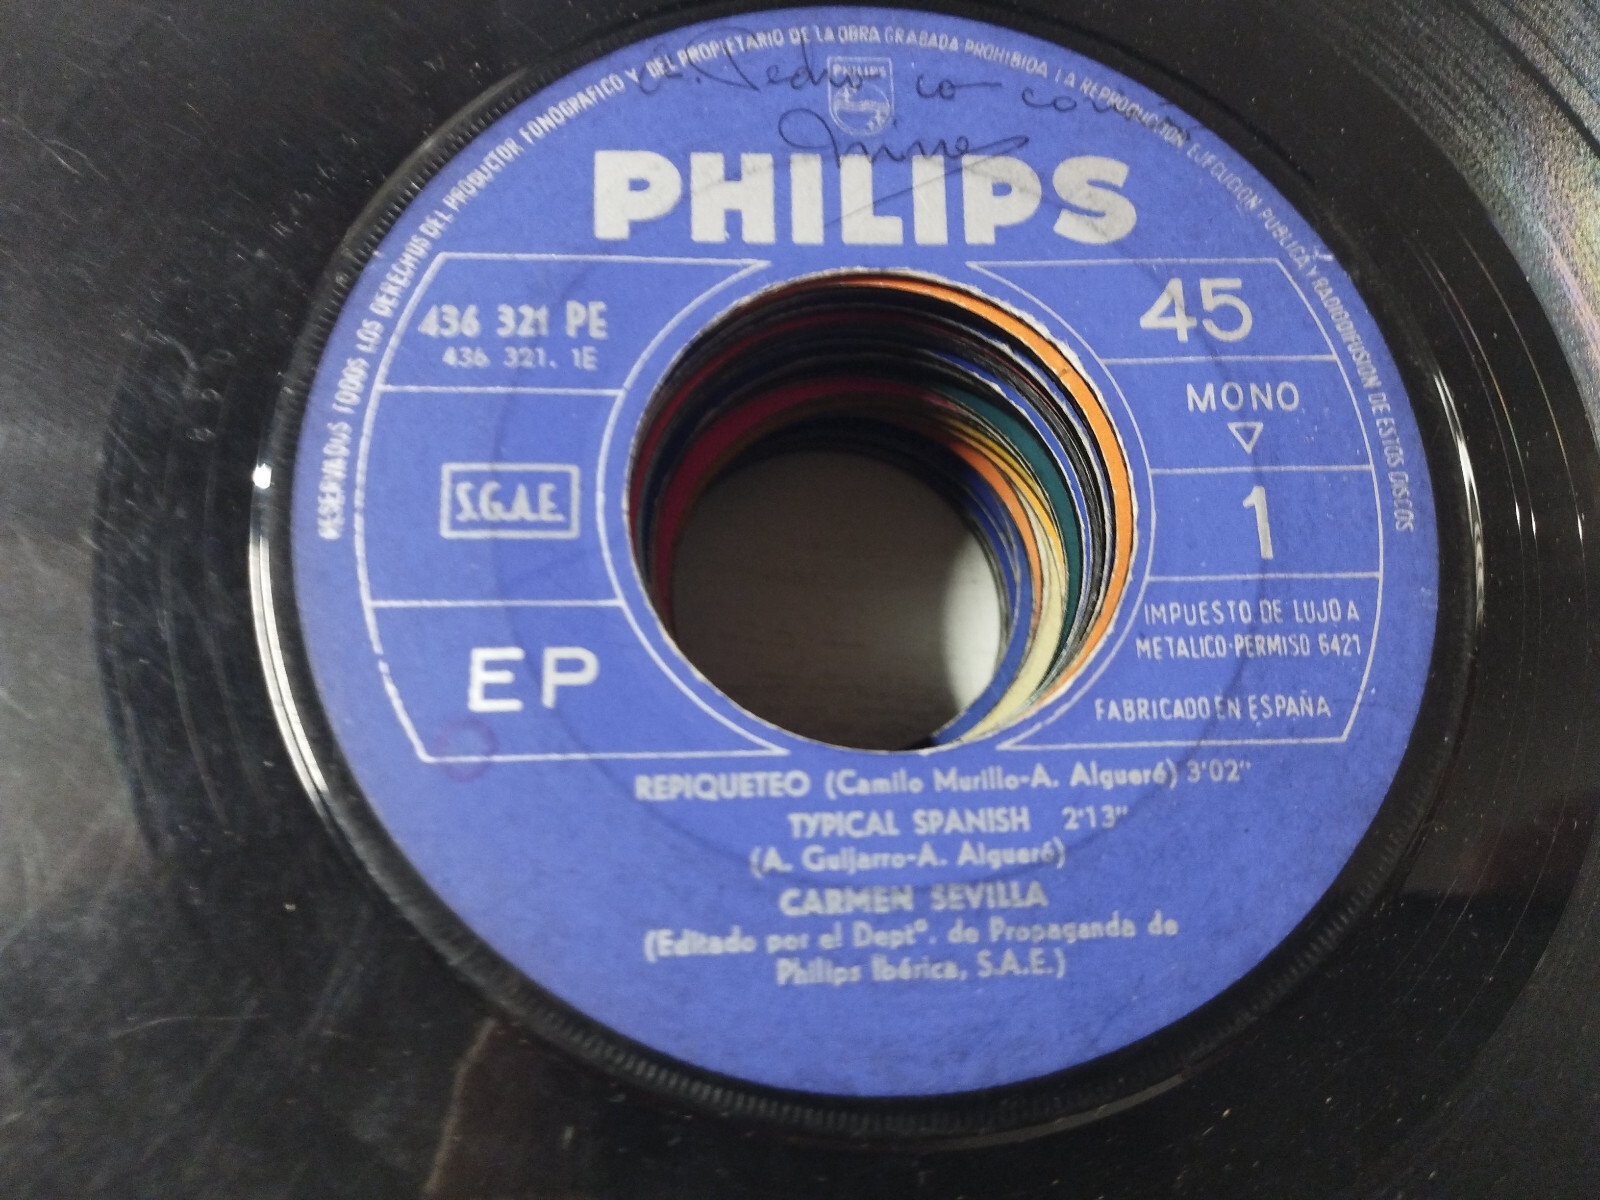 RESERVADOS TODOS LOS DERECHOS DEL PRODUCTOR FONOGRAFICO Y DEL PROPIETARIO DE LA OBRA GRABADA PROHIBIDA LA REPRODUCCION EJECUCION PUBLICA Y RADIODIFUSION DE ESTOS DISCOS
Pedro
PHILIPS
PHILIPS
436 321 PE
436 321. 1E
S.G.A.E.
EP
45
MONO
1
IMPUESTO DE LUJO A
METALICO-PERMISO 6421
FABRICADO EN ESPAÑA
REPIQUETEO (Camilo Murillo-A. Algueró) 3'02"
TYPICAL SPANISH 2'13"
(A. Guijarro-A. Algueró)
CARMEN SEVILLA
(Editado por el Deptº. de Propaganda de
Philips Ibérica, S.A.E.)